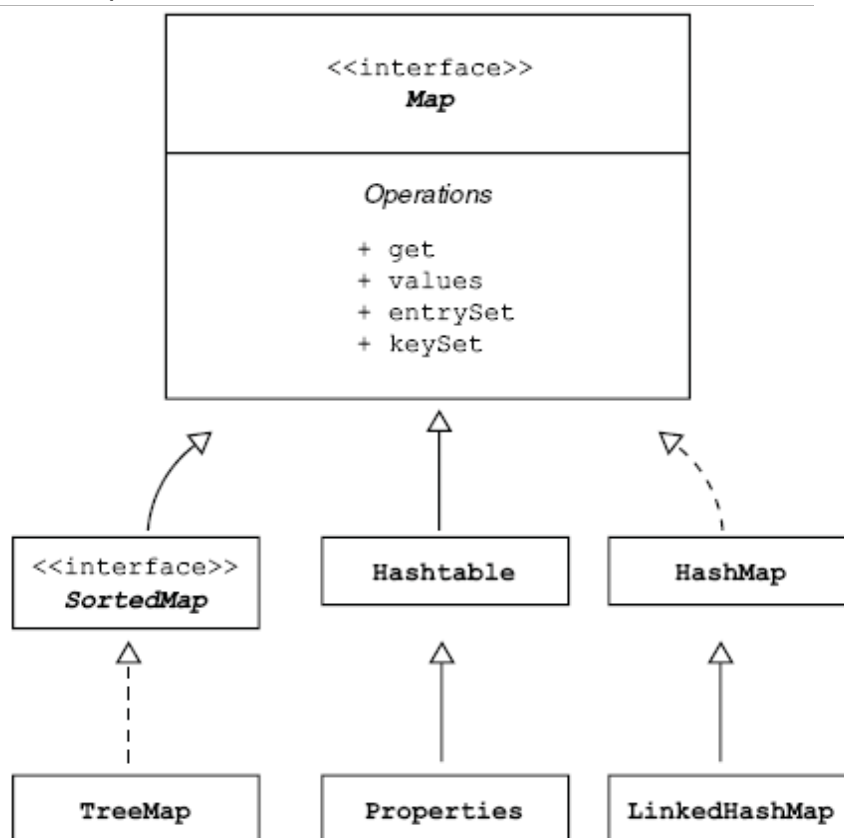 <<interface>>
Map
Operations
+ get
+ values
+ entrySet
+ keySet
<<interface>>
SortedMap
Hashtable
HashMap
TreeMap
Properties
LinkedHashMap